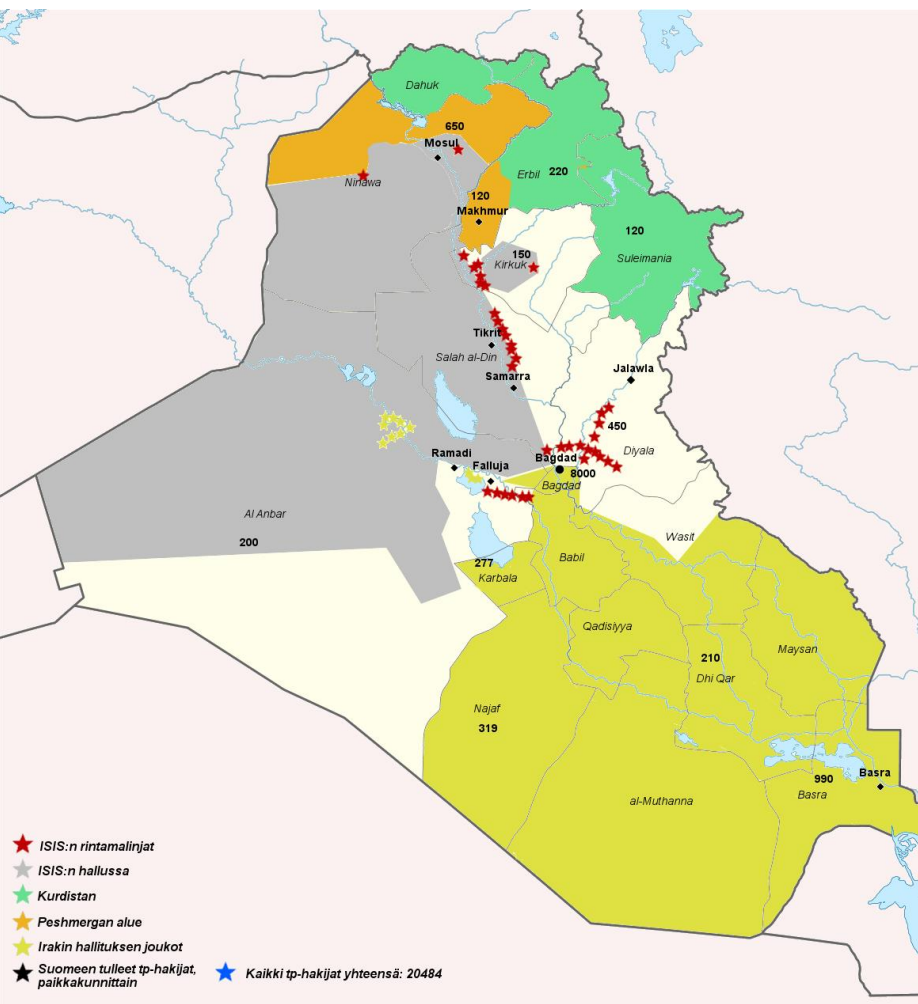 Dahuk
650
Mosul
Ninawa
Erbil
220
120
Makhmur
120
Suleimania
150
Kirkuk
Tikrit
Salah al-Din
Samarra
Jalawla
450
Diyala
Ramadi
Falluja
Bagdad
8000
Bagdad
Al Anbar
200
Wasit
277
Karbala
Babil
Qadisiyya
210
Dhi Qar
Maysan
Najaf
319
al-Muthanna
990
Basra
Basra
ISIS:n rintamalinjat
ISIS:n hallussa
Kurdistan
Peshmergan alue
Irakin hallituksen joukot
Suomeen tulleet tp-hakijat,
paikkakunnittain
Kaikki tp-hakijat yhteensä: 20484